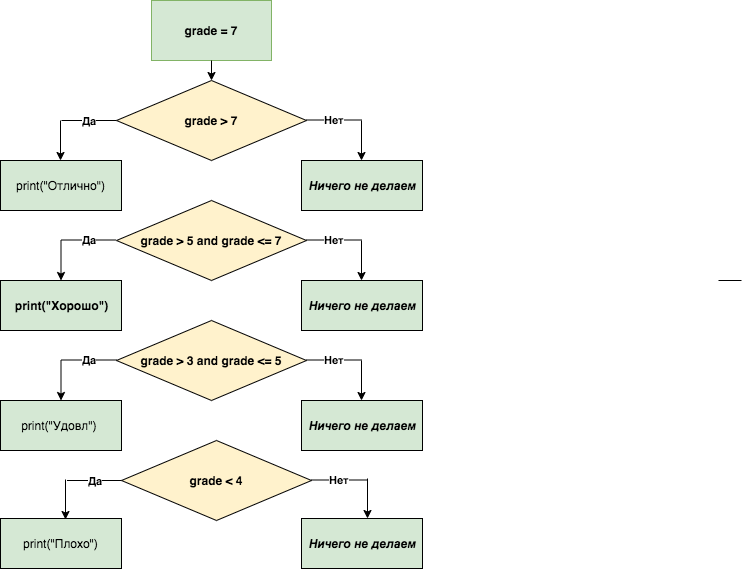 grade = 7
grade > 7
Да
Нет
print("Отлично")
Ничего не делаем
grade > 5 and grade <= 7
Да
Нет
print("Хорошо")
Ничего не делаем
grade > 3 and grade <= 5
Да
Нет
print("Удовл")
Ничего не делаем
grade < 4
Да
Нет
print("Плохо")
Ничего не делаем